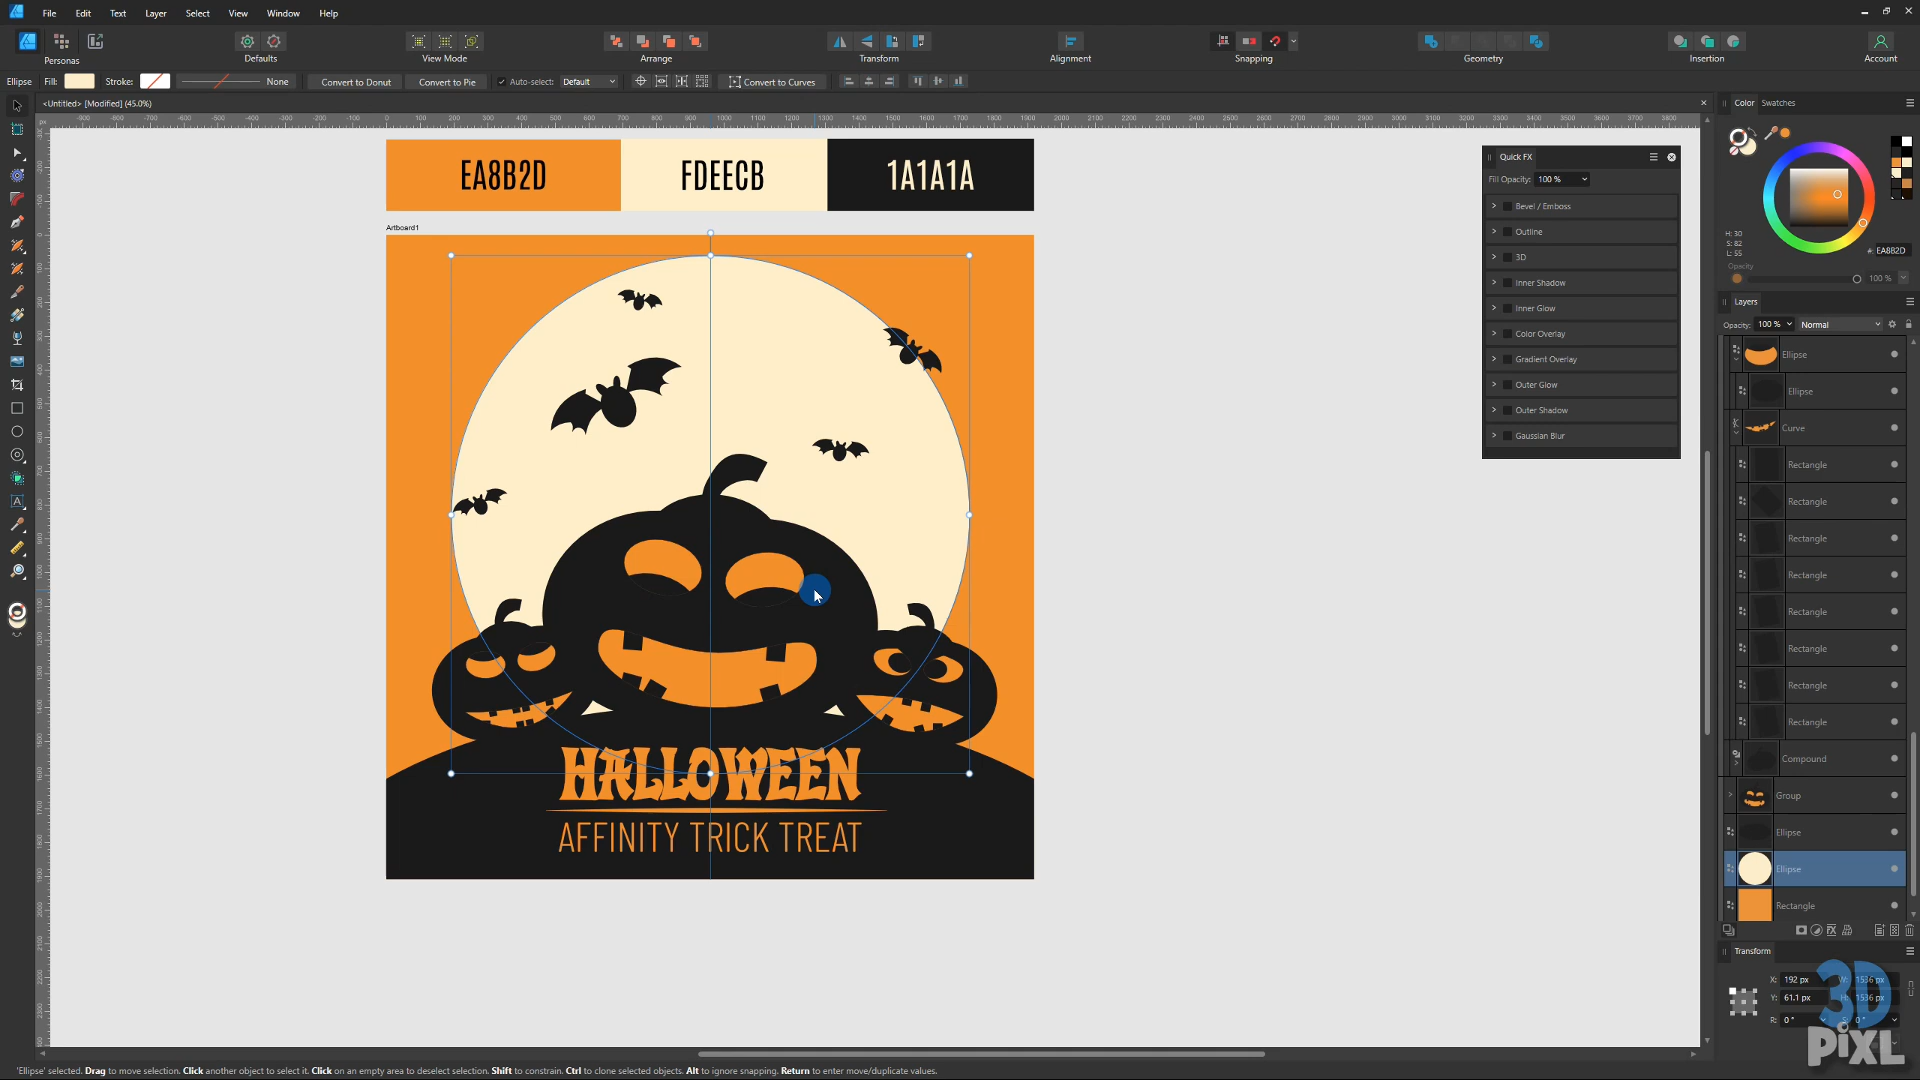 File Edit Text Layer Select View Window Help
Personas Defaults View Mode Arrange Transform Alignment Snapping Geometry Insertion Account
Ellipse Fill: Stroke: None Convert to Donut Convert to Pie Auto-select: Default Convert to Curves
<Untitled> [Modified] (45.0%)
EA8B2D FDEECB 1A1A1A
Artboard1
HALLOWEEN
AFFINITY TRICK TREAT
Quick FX
Fill Opacity: 100 %
Bevel / Emboss
Outline
3D
Inner Shadow
Inner Glow
Color Overlay
Gradient Overlay
Outer Glow
Outer Shadow
Gaussian Blur
Color Swatches
H: 30
S: 82
L: 55
#: EA8B2D
Opacity
100 %
Layers
Opacity: 100 % Normal
Ellipse
Ellipse
Curve
Rectangle
Rectangle
Rectangle
Rectangle
Rectangle
Rectangle
Rectangle
Rectangle
Compound
Group
Ellipse
Ellipse
Rectangle
Transform
X: 192 px W: 1536 px
Y: 61.1 px H: 1536 px
R: 0 ° S: 0 °
3D
PiXL
'Ellipse' selected. Drag to move selection. Click another object to select it. Click on an empty area to deselect selection. Shift to constrain. Ctrl to clone selected objects. Alt to ignore snapping. Return to enter move/duplicate values.